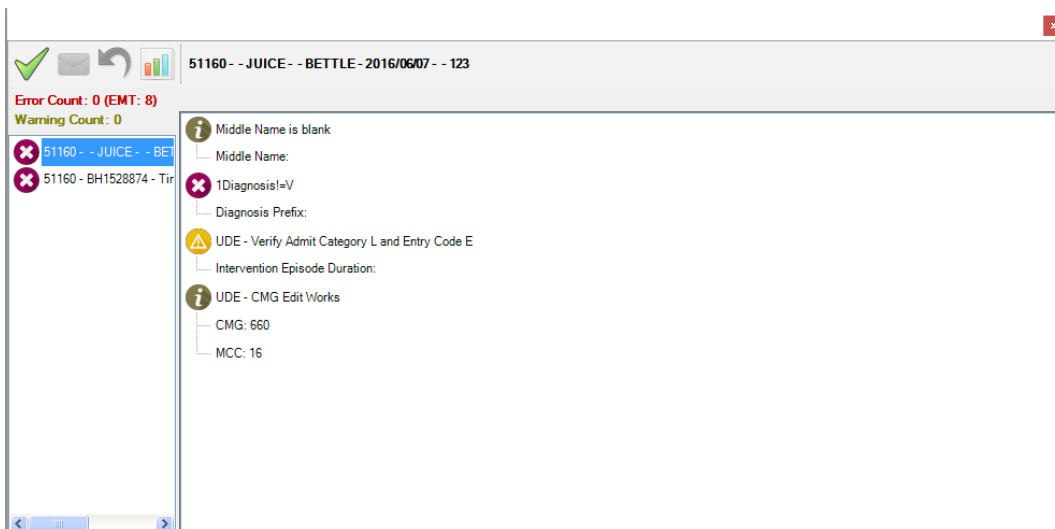 51160 - - JUICE - - BETTLE - 2016/06/07 - - 123
Error Count: 0 (EMT: 8)
Warning Count: 0
51160 - - JUICE - - BET
51160 - BH1528874 - Tir
Middle Name is blank
Middle Name:
1Diagnosis!=V
Diagnosis Prefix:
UDE - Verify Admit Category L and Entry Code E
Intervention Episode Duration:
UDE - CMG Edit Works
CMG: 660
MCC: 16